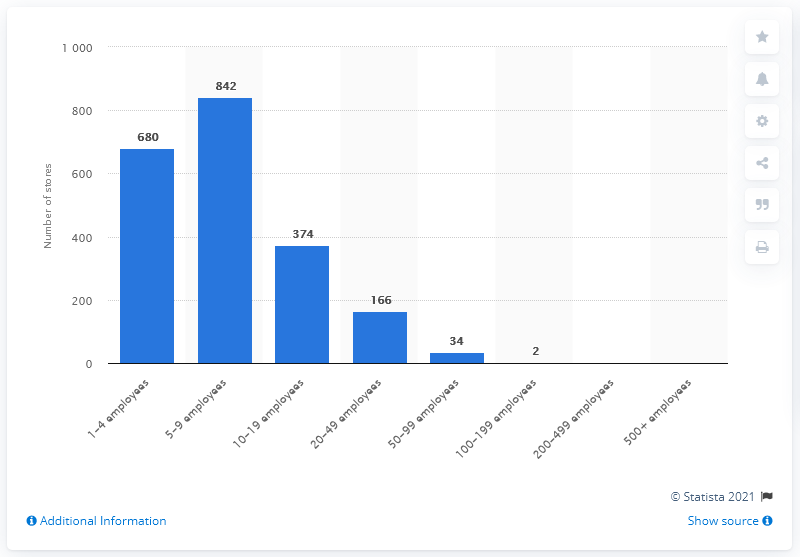 1 000
800
600
400
200
0
Number of stores
680
842
374
166
34
2
1–4 employees
5–9 employees
10–19 employees
20–49 employees
50–99 employees
100–199 employees
200–499 employees
500+ employees
© Statista 2021
Additional Information
Show source